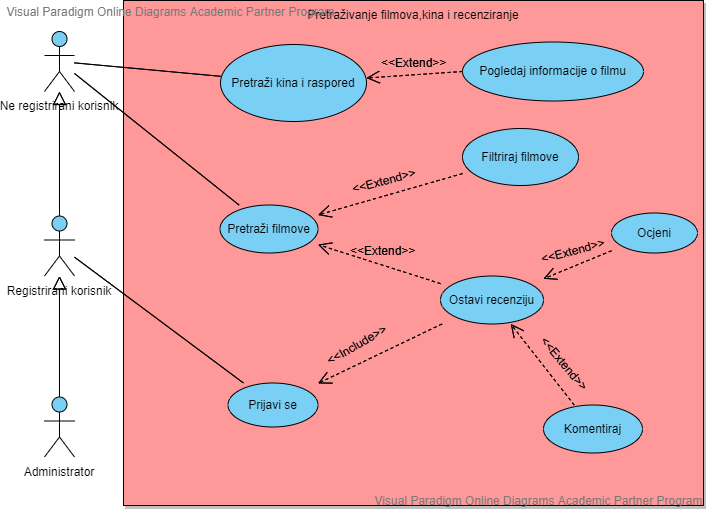 Visual Paradigm Online Diagrams Academic Partner Program
Pretraživanje filmova,kina i recenziranje
Pretraži kina i raspored
<<Extend>>
Pogledaj informacije o filmu
Ne registrirani korisnik
Filtriraj filmove
<<Extend>>
Pretraži filmove
<<Extend>>
Ocjeni
<<Extend>>
Registrirani korisnik
Ostavi recenziju
<<Include>>
<<Extend>>
Prijavi se
Komentiraj
Administrator
Visual Paradigm Online Diagrams Academic Partner Program